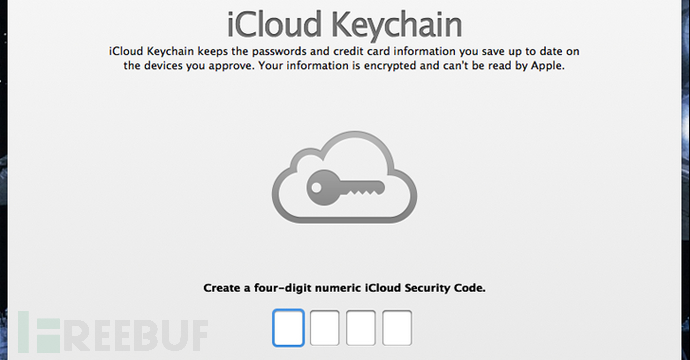 iCloud Keychain
iCloud Keychain keeps the passwords and credit card information you save up to date on
the devices you approve. Your information is encrypted and can't be read by Apple.
Create a four-digit numeric iCloud Security Code.
FREEBUF